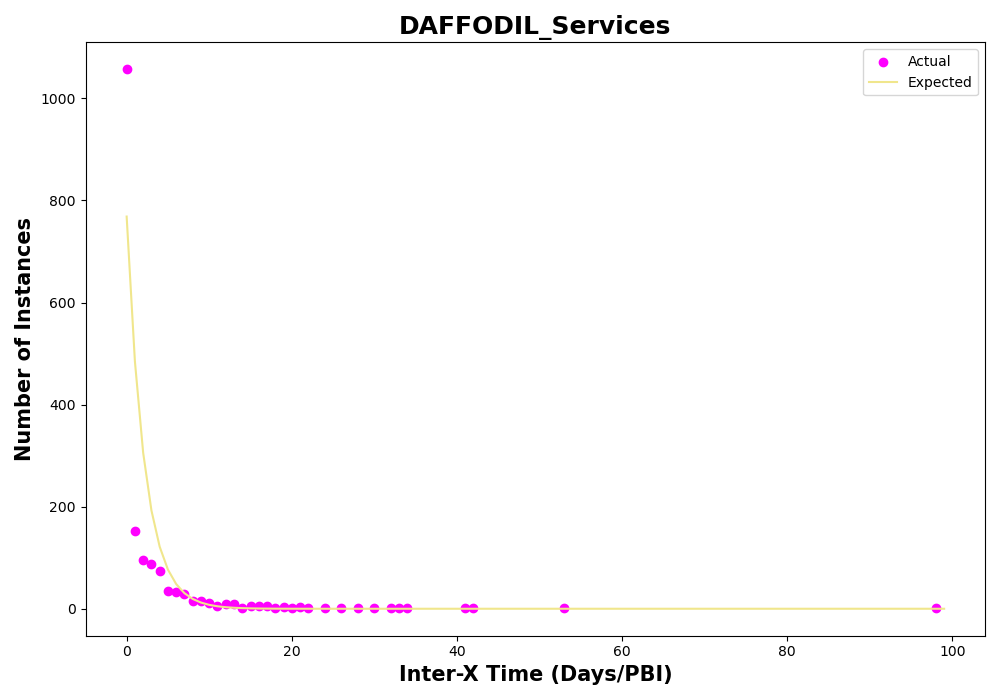 DAFFODIL_Services
Actual
Expected
Number of Instances
1000
800
600
400
200
0
0 20 40 60 80 100
Inter-X Time (Days/PBI)